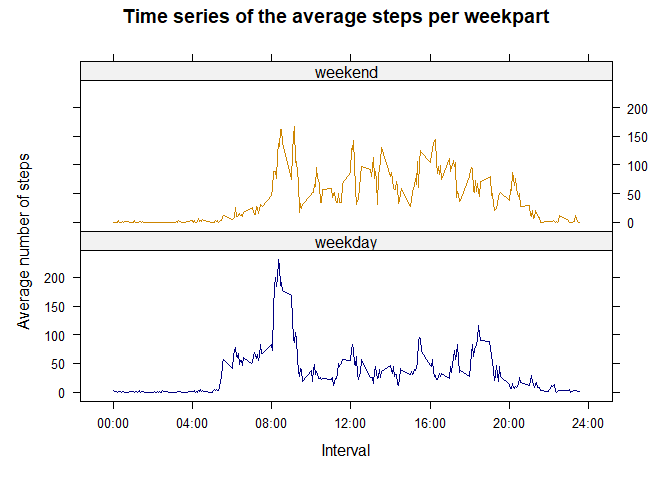 Time series of the average steps per weekpart
weekend
200
150
100
50
0
weekday
200
150
100
50
0
Average number of steps
00:00 04:00 08:00 12:00 16:00 20:00 24:00
Interval